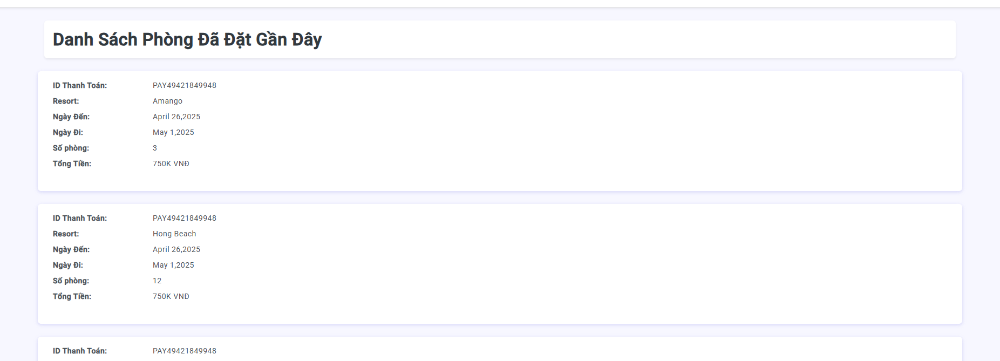 Danh Sách Phòng Đã Đặt Gần Đây
ID Thanh Toán: PAY49421849948
Resort: Amango
Ngày Đến: April 26,2025
Ngày Đi: May 1,2025
Số phòng: 3
Tổng Tiền: 750K VNĐ
ID Thanh Toán: PAY49421849948
Resort: Hong Beach
Ngày Đến: April 26,2025
Ngày Đi: May 1,2025
Số phòng: 12
Tổng Tiền: 750K VNĐ
ID Thanh Toán: PAY49421849948